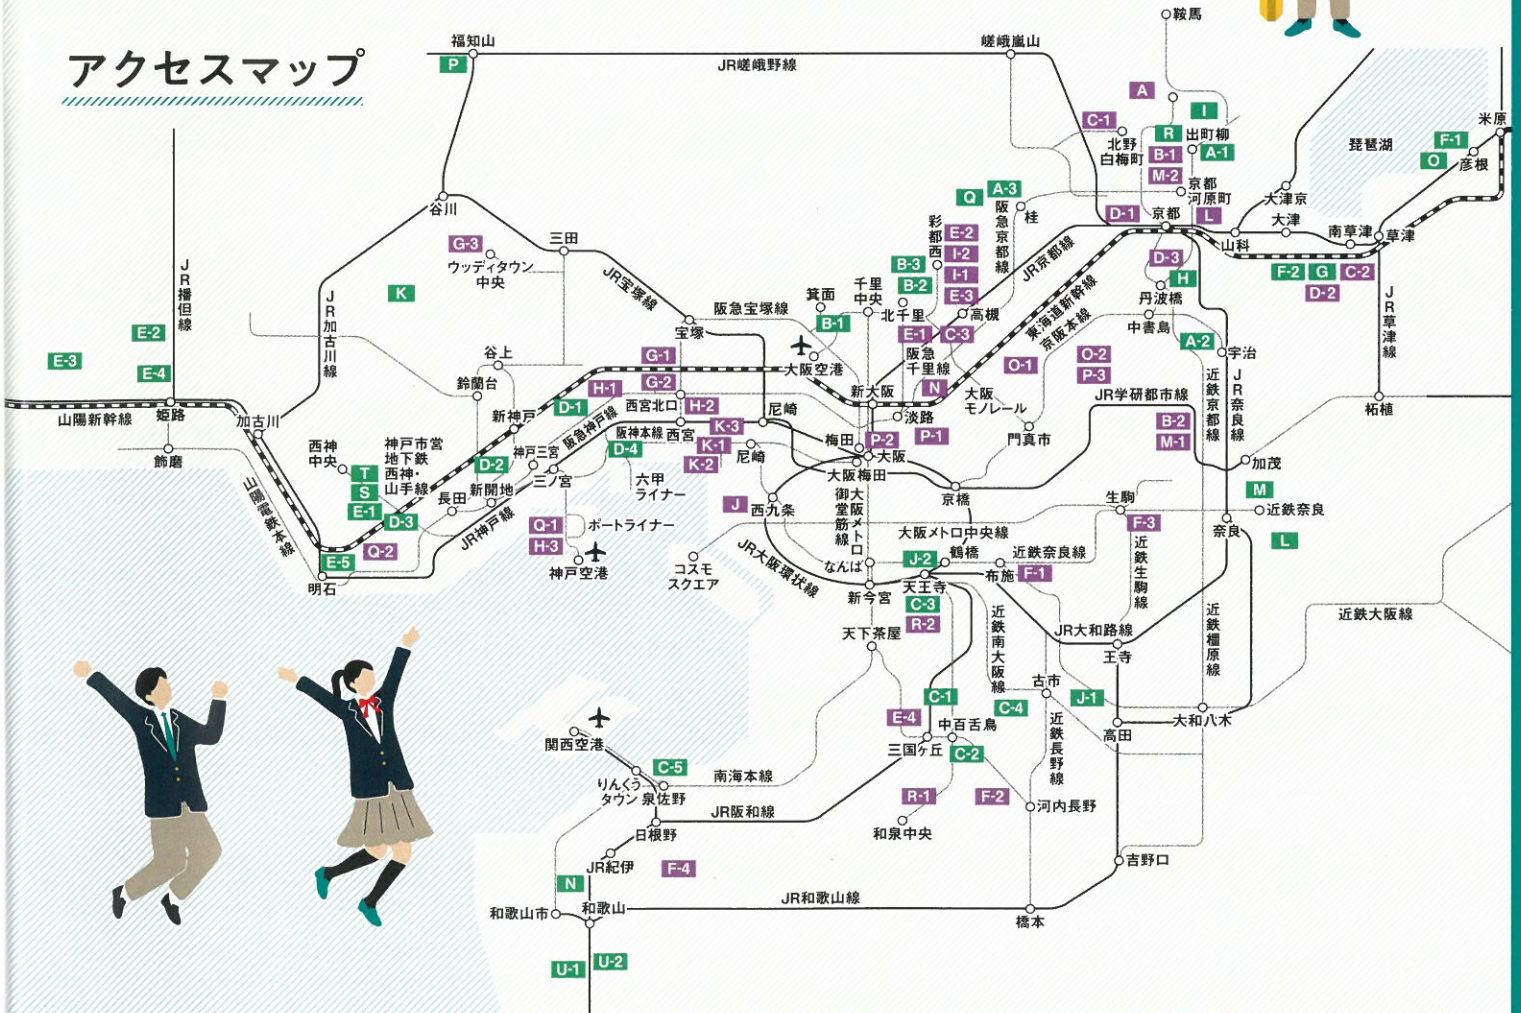 アクセスマップ
鞍馬
福知山
P
JR嵯峨野線
嵯峨嵐山
A
I
C-1
北野
白梅町
R
出町柳
B-1
A-1
M-2
京都
河原町
琵琶湖
米原
F-1
O
彦根
谷川
Q
A-3
阪急京都線
桂
D-1
京都
L
大津京
大津
山科
南草津
草津
彩都西
E-2
I-2
I-1
E-3
G-3
ウッディタウン
中央
三田
JR宝塚線
JR播但線
JR加古川線
K
B-3
B-2
千里
中央
北千里
箕面
B-1
阪急宝塚線
宝塚
高槻
JR京都線
東海道新幹線
京阪本線
D-3
H
丹波橋
中書島
F-2
G
C-2
D-2
JR草津線
E-2
E-3
E-4
谷上
鈴蘭台
G-1
G-2
大阪空港
E-1
C-3
阪急
千里線
N
新大阪
大阪
モノレール
O-1
O-2
P-3
A-2
宇治
近鉄京都線
JR奈良線
JR学研都市線
柘植
山陽新幹線
姫路
飾磨
加古川
新神戸
D-1
H-1
阪急神戸線
西宮北口
H-2
西宮
阪神本線
K-3
K-1
K-2
尼崎
尼崎
淡路
P-2
P-1
梅田
大阪
大阪梅田
門真市
B-2
M-1
加茂
西神
中央
神戸市営
地下鉄
西神・
山手線
T
S
E-1
D-3
Q-2
E-5
明石
山陽電鉄本線
D-2
神戸三宮
三ノ宮
長田
新開地
JR神戸線
D-4
六甲
ライナー
ポートライナー
Q-1
H-3
神戸空港
J
西九条
御堂筋線
大阪メトロ
京橋
大阪メトロ中央線
生駒
F-3
近鉄奈良
M
L
奈良
コスモ
スクエア
JR大阪環状線
なんば
新今宮
J-2
鶴橋
天王寺
C-3
R-2
近鉄奈良線
布施
F-1
近鉄生駒線
JR大和路線
王寺
近鉄橿原線
近鉄大阪線
天下茶屋
近鉄南大阪線
古市
J-1
C-1
C-4
E-4
中百舌鳥
三国ケ丘
C-2
近鉄長野線
高田
大和八木
関西空港
りんくう
タウン
泉佐野
C-5
南海本線
JR阪和線
日根野
JR紀伊
F-4
R-1
F-2
和泉中央
河内長野
吉野口
N
和歌山市
和歌山
JR和歌山線
橋本
U-1
U-2